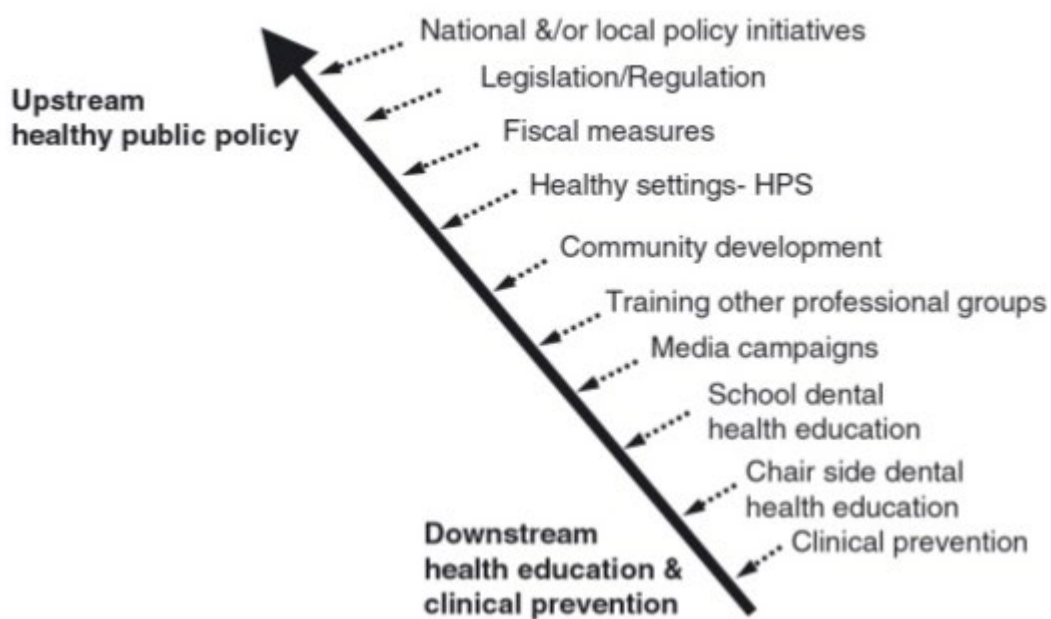 National &/or local policy initiatives
Legislation/Regulation
Upstream
healthy public policy
Fiscal measures
Healthy settings- HPS
Community development
Training other professional groups
Media campaigns
School dental
health education
Chair side dental
health education
Clinical prevention
Downstream
health education &
clinical prevention